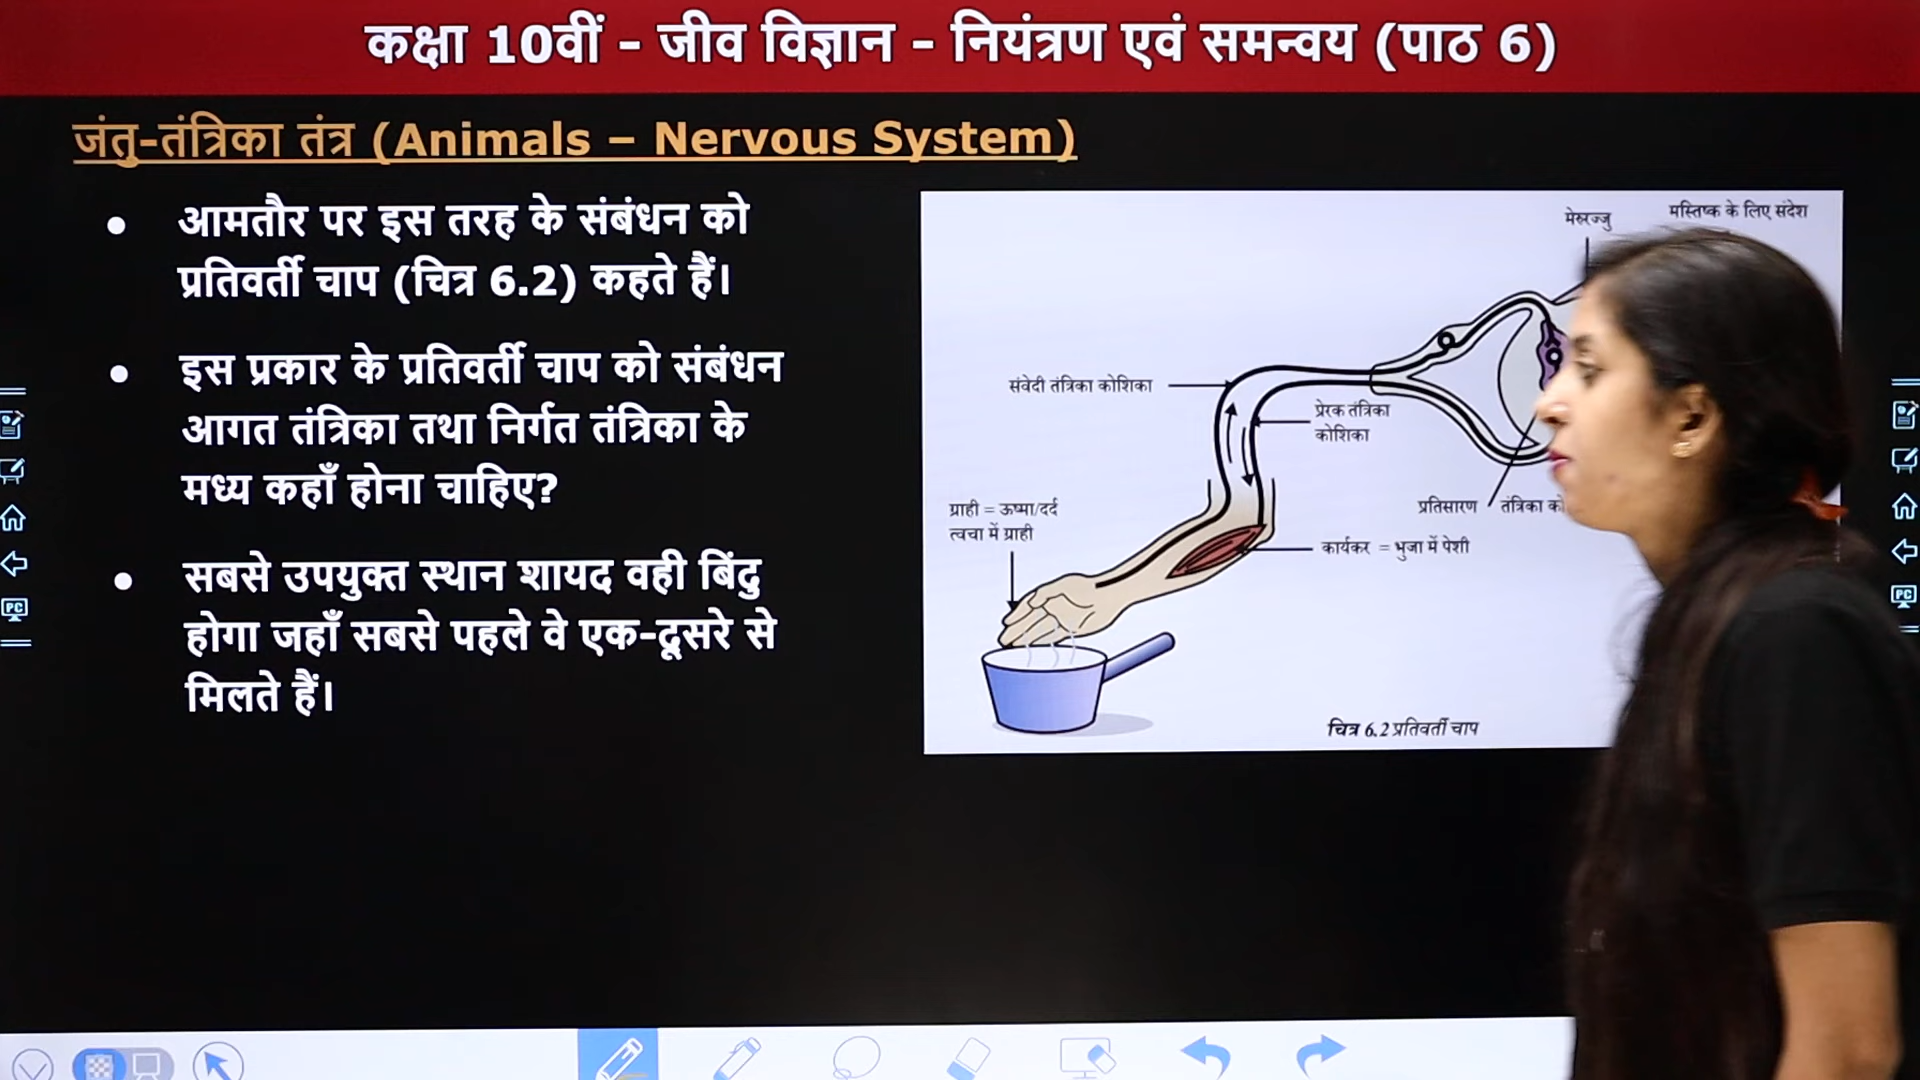 कक्षा 10वीं - जीव विज्ञान - नियंत्रण एवं समन्वय (पाठ 6)
जंतु-तंत्रिका तंत्र (Animals – Nervous System)
• आमतौर पर इस तरह के संबंधन को
प्रतिवर्ती चाप (चित्र 6.2) कहते हैं।
• इस प्रकार के प्रतिवर्ती चाप को संबंधन
आगत तंत्रिका तथा निर्गत तंत्रिका के
मध्य कहाँ होना चाहिए?
• सबसे उपयुक्त स्थान शायद वही बिंदु
होगा जहाँ सबसे पहले वे एक-दूसरे से
मिलते हैं।
मेरुरज्जु
मस्तिष्क के लिए संदेश
संवेदी तंत्रिका कोशिका
प्रेरक तंत्रिका
कोशिका
ग्राही = ऊष्मा/दर्द
त्वचा में ग्राही
प्रतिसारण तंत्रिका
कार्यकर = भुजा में पेशी
चित्र 6.2 प्रतिवर्ती चाप
PC
PC